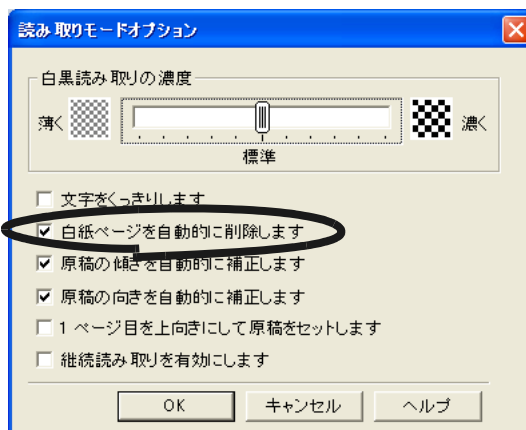 読み取りモードオプション
白黒読み取りの濃度
薄く 濃く
標準
文字をくっきりします
白紙ページを自動的に削除します
原稿の傾きを自動的に補正します
原稿の向きを自動的に補正します
1 ページ目を上向きにして原稿をセットします
継続読み取りを有効にします
OK キャンセル ヘルプ